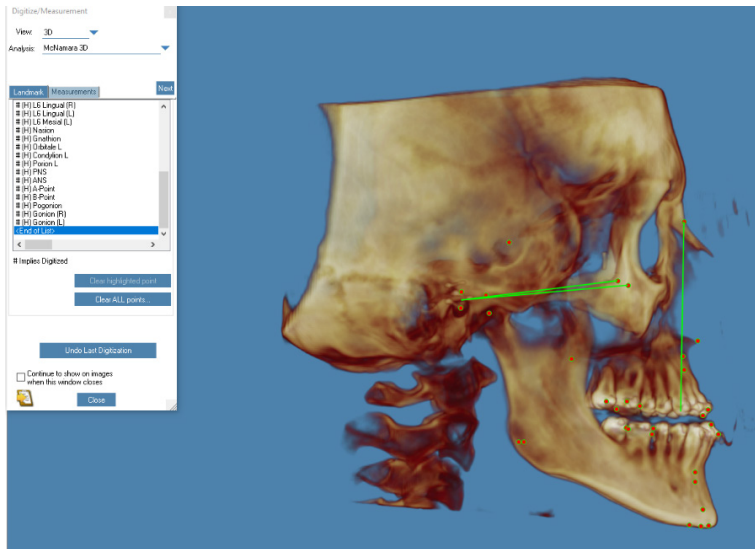 Digitize/Measurement
View: 3D
Analysis: McNamara 3D
Landmark Measurements Next
# (H) L6 Lingual (R)
# (H) L6 Lingual (L)
# (H) L6 Mesial (L)
# (H) Nasion
# (H) Gnathion
# (H) Orbitale L
# (H) Condylion L
# (H) Porion L
# (H) PNS
# (H) ANS
# (H) A-Point
# (H) B-Point
# (H) Pogonion
# (H) Gonion (R)
# (H) Gonion (L)
<End of List>
# Implies Digitized
Clear highlighted point
Clear ALL points...
Undo Last Digitization
Continue to show on images
when this window closes
Close